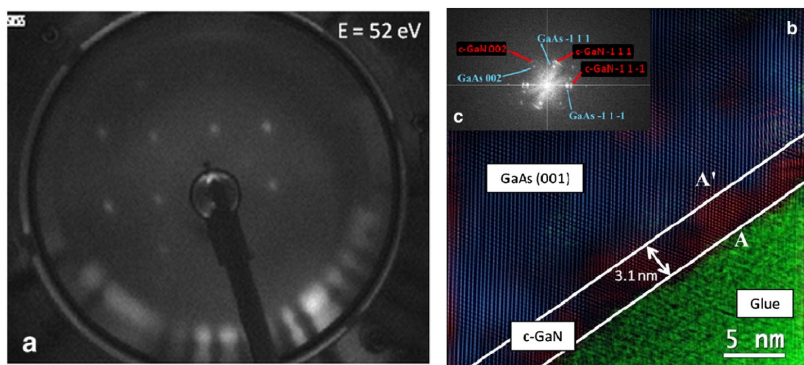 E = 52 eV
a
b
c-GaN 002
GaAs -1 1 1
c-GaN -1 1 1
c-GaN -1 1 -1
GaAs 002
GaAs -1 1 -1
c
GaAs (001)
A'
A
3.1 nm
Glue
c-GaN
5 nm